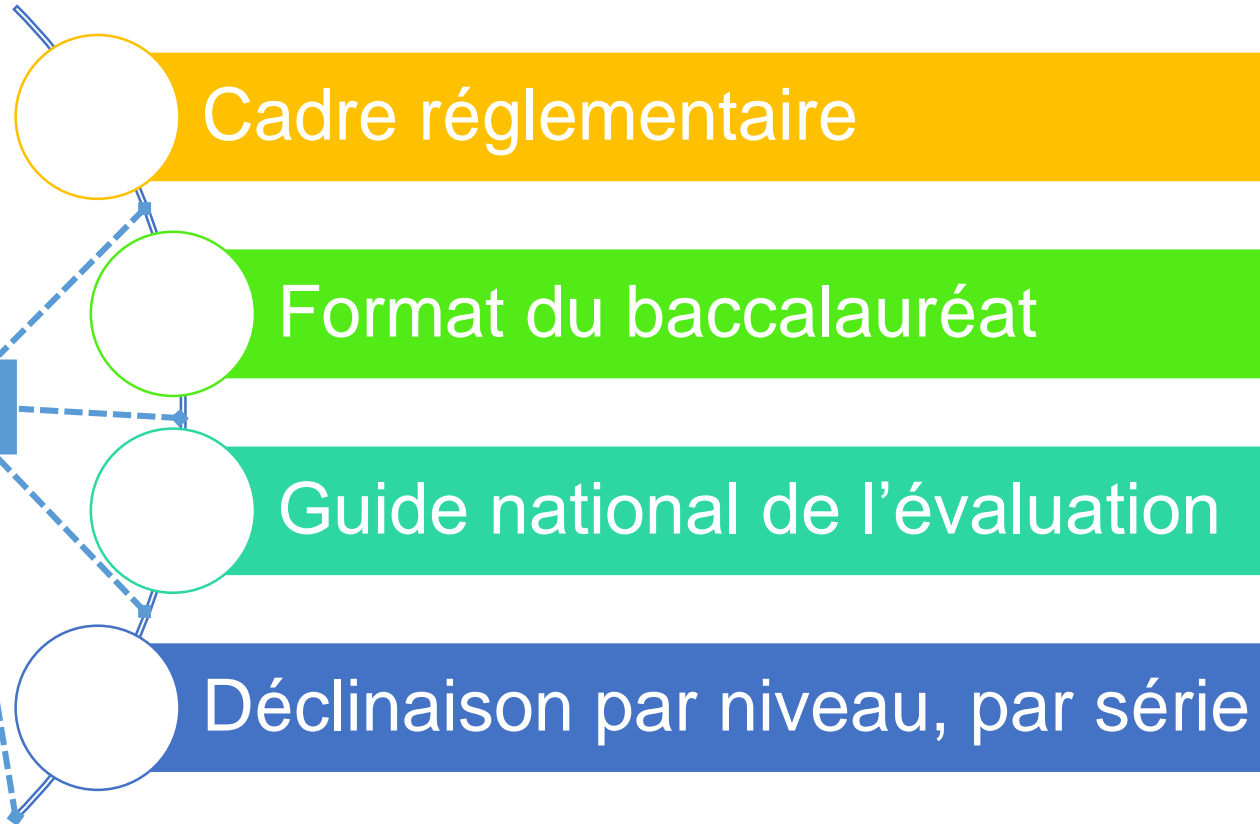 Cadre réglementaire
Format du baccalauréat
Guide national de l’évaluation
Déclinaison par niveau, par série